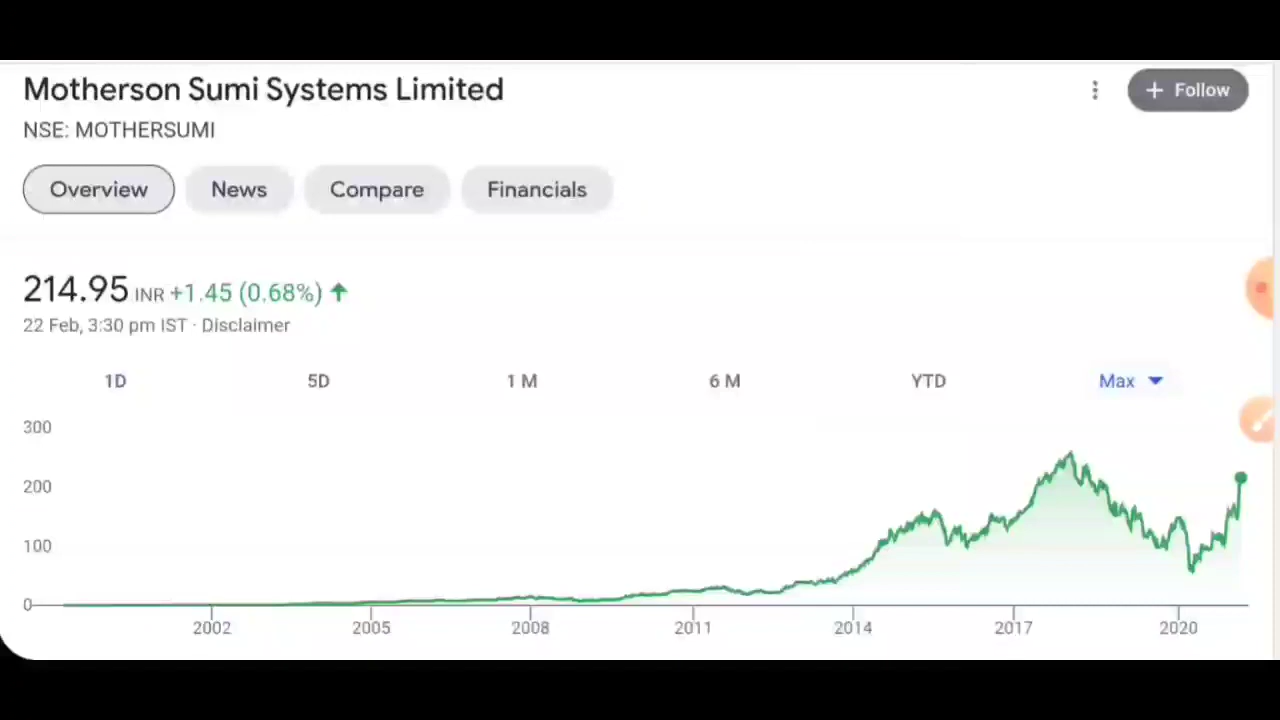 Motherson Sumi Systems Limited
+ Follow
NSE: MOTHERSUMI
Overview News Compare Financials
214.95 INR +1.45 (0.68%) ↑
22 Feb, 3:30 pm IST · Disclaimer
1D 5D 1 M 6 M YTD Max
300
200
100
0
2002 2005 2008 2011 2014 2017 2020